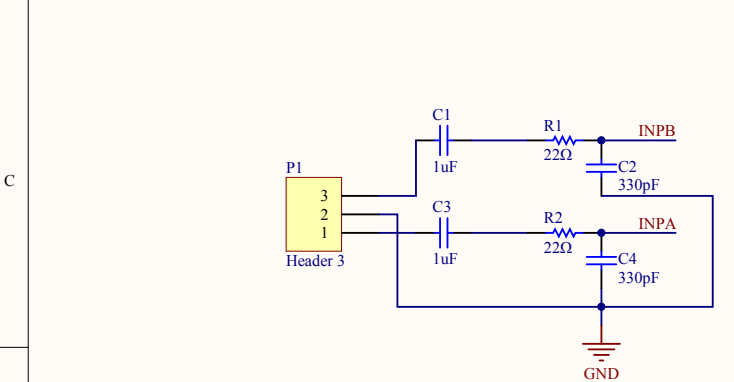 C1
R1
INPB
22Ω
1uF
C2
330pF
P1
C
3
2
1
Header 3
C3
R2
INPA
22Ω
1uF
C4
330pF
GND